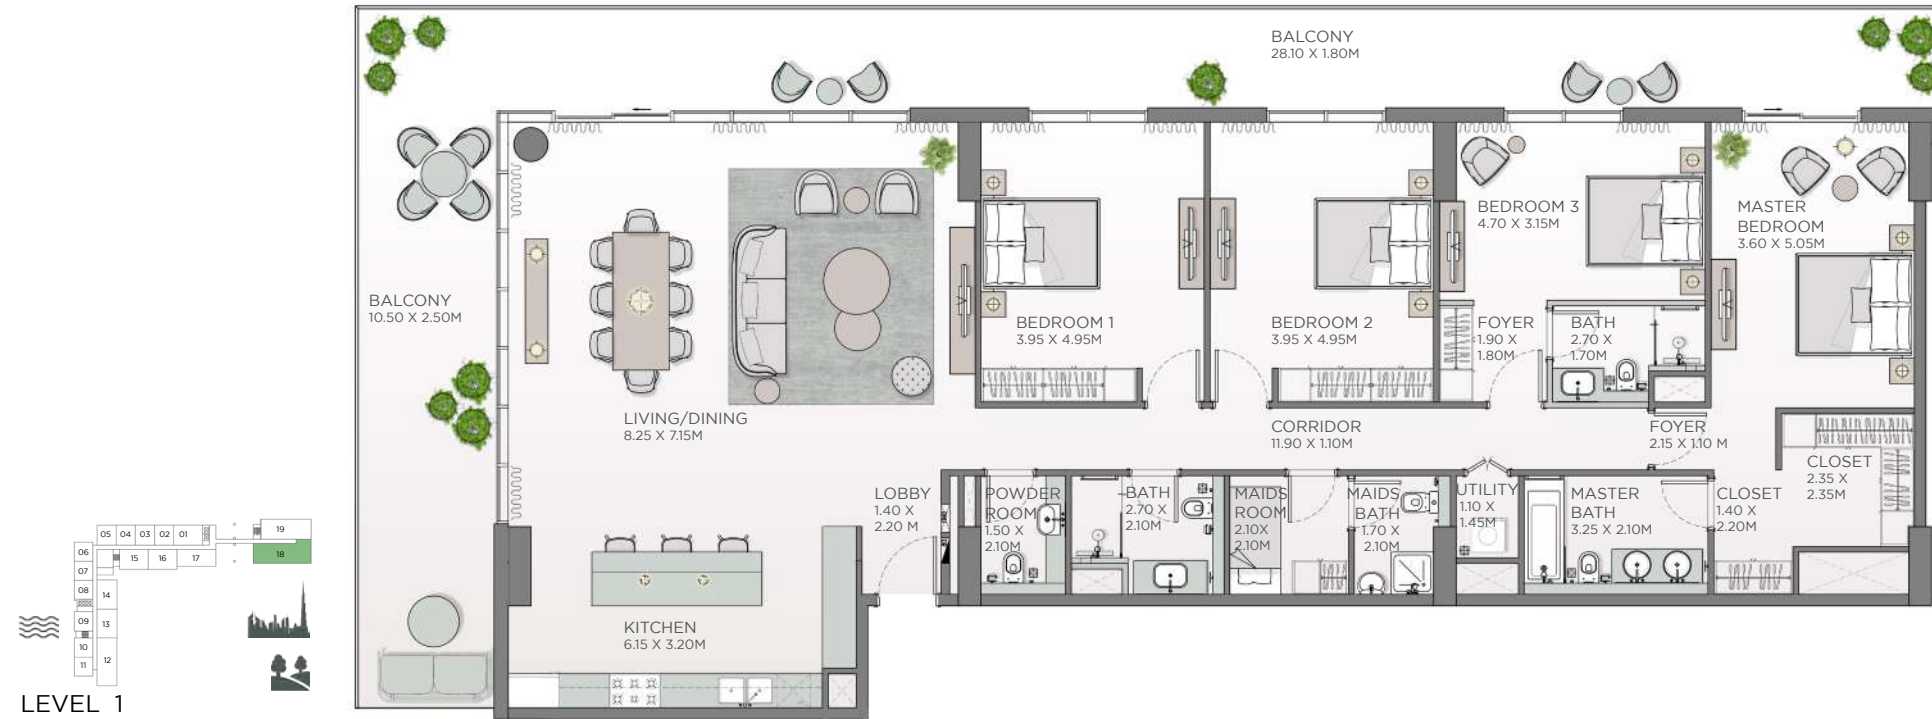 BALCONY
28.10 X 1.80M
BALCONY
10.50 X 2.50M
LIVING/DINING
8.25 X 7.15M
BEDROOM 1
3.95 X 4.95M
BEDROOM 2
3.95 X 4.95M
BEDROOM 3
4.70 X 3.15M
MASTER
BEDROOM
3.60 X 5.05M
FOYER
1.90 X
1.80M
BATH
2.70 X
1.70M
CORRIDOR
11.90 X 1.10M
FOYER
2.15 X 1.10 M
CLOSET
2.35 X
2.35M
LOBBY
1.40 X
2.20 M
POWDER
ROOM
1.50 X
2.10M
BATH
2.70 X
2.10M
MAIDS
ROOM
2.10X
2.10M
MAIDS
BATH
1.70 X
2.10M
UTILITY
1.10 X
1.45M
MASTER
BATH
3.25 X 2.10M
CLOSET
1.40 X
2.20M
KITCHEN
6.15 X 3.20M
05 04 03 02 01
19
18
06
15 16 17
07
08
14
09
13
10
12
11
LEVEL 1